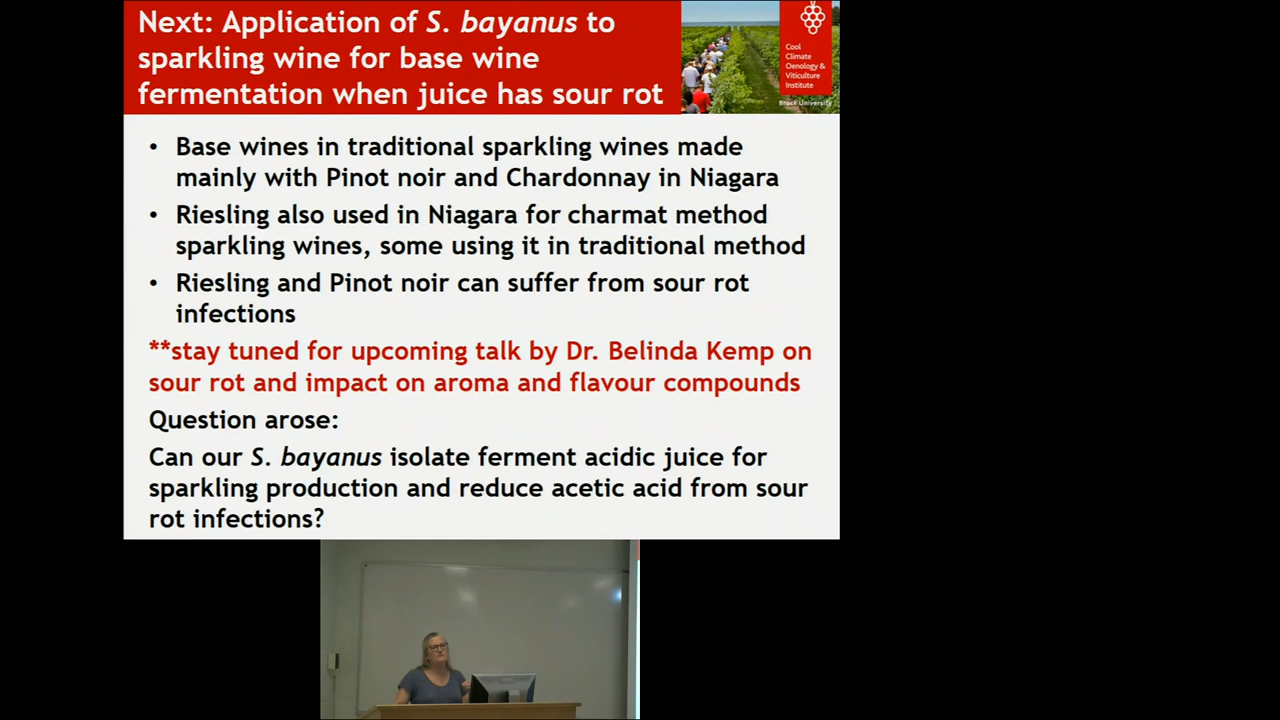 Next: Application of S. bayanus to
sparkling wine for base wine
fermentation when juice has sour rot
Cool
Climate
Oenology &
Viticulture
Institute
Brock University
• Base wines in traditional sparkling wines made
mainly with Pinot noir and Chardonnay in Niagara
• Riesling also used in Niagara for charmat method
sparkling wines, some using it in traditional method
• Riesling and Pinot noir can suffer from sour rot
infections
**stay tuned for upcoming talk by Dr. Belinda Kemp on
sour rot and impact on aroma and flavour compounds
Question arose:
Can our S. bayanus isolate ferment acidic juice for
sparkling production and reduce acetic acid from sour
rot infections?